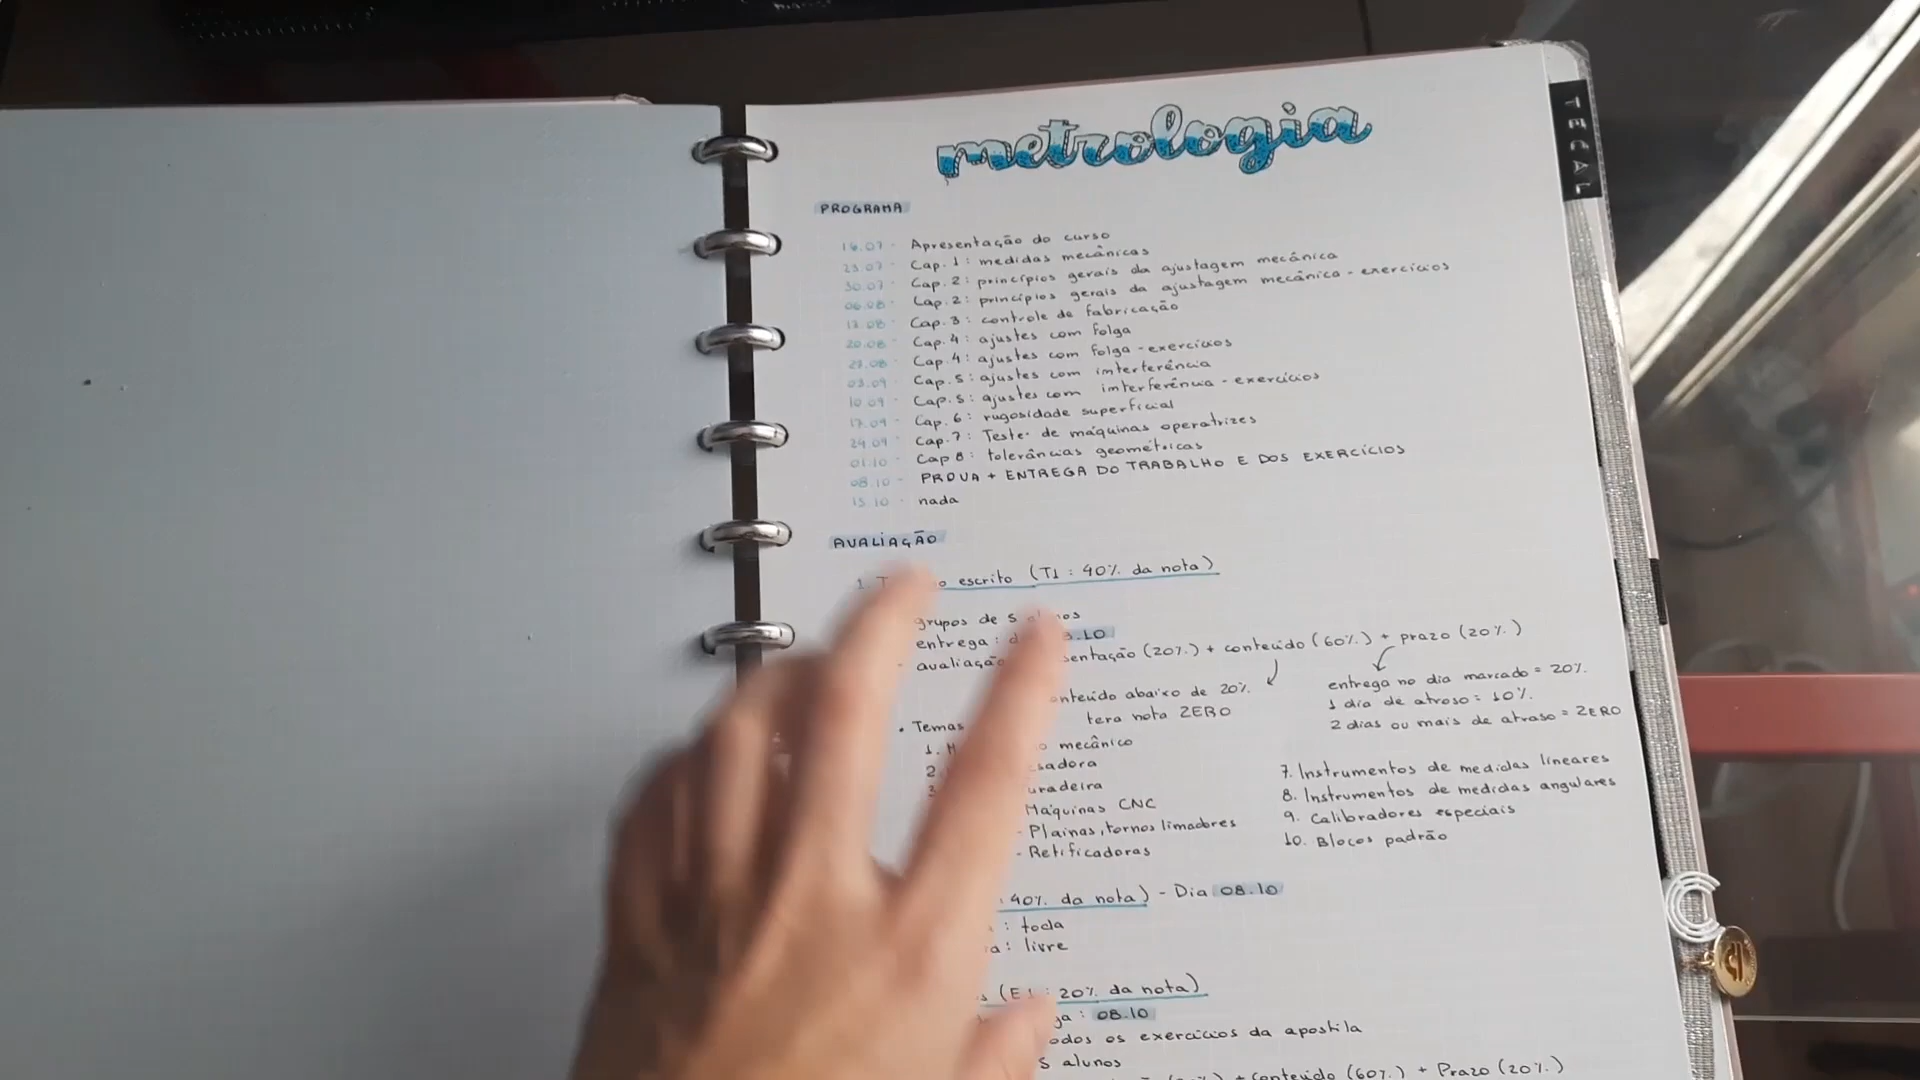 metrologia
TECAL
PROGRAMA
16.07 - Apresentação do curso
23.07 - Cap. 1: medidas mecânicas
30.07 - Cap. 2: princípios gerais da ajustagem mecânica
06.08 - Cap. 2: princípios gerais da ajustagem mecânica - exercícios
13.08 - Cap. 3: controle de fabricação
20.08 - Cap. 4: ajustes com folga
27.08 - Cap. 4: ajustes com folga - exercícios
03.09 - Cap. 5: ajustes com interferência
10.09 - Cap. 5: ajustes com interferência - exercícios
17.09 - Cap. 6: rugosidade superficial
24.09 - Cap. 7: Teste de máquinas operatrizes
01.10 - Cap 8: tolerâncias geométricas
08.10 - PROVA + ENTREGA DO TRABALHO E DOS EXERCÍCIOS
15.10 - nada
AVALIAÇÃO
1. escrito (T1: 40% da nota)
grupos de 5
entrega:
- avaliação (20%) + conteúdo (60%) + prazo (20%)
abaixo de 20%
tera nota ZERO
entrega no dia marcado = 20%.
1 dia de atraso = 10%.
2 dias ou mais de atraso = ZERO
• Temas
1. mecânico
2.
3.
Máquinas CNC
- Plainas, tornos limadores
- Retificadoras
7. Instrumentos de medidas lineares
8. Instrumentos de medidas angulares
9. Calibradores especiais
10. Blocos padrão
: 40% da nota) - Dia 08.10
: toda
: livre
(E1: 20% da nota)
: 08.10
os exercícios da apostila
5 alunos
+ conteúdo (60%) + Prazo (20%)